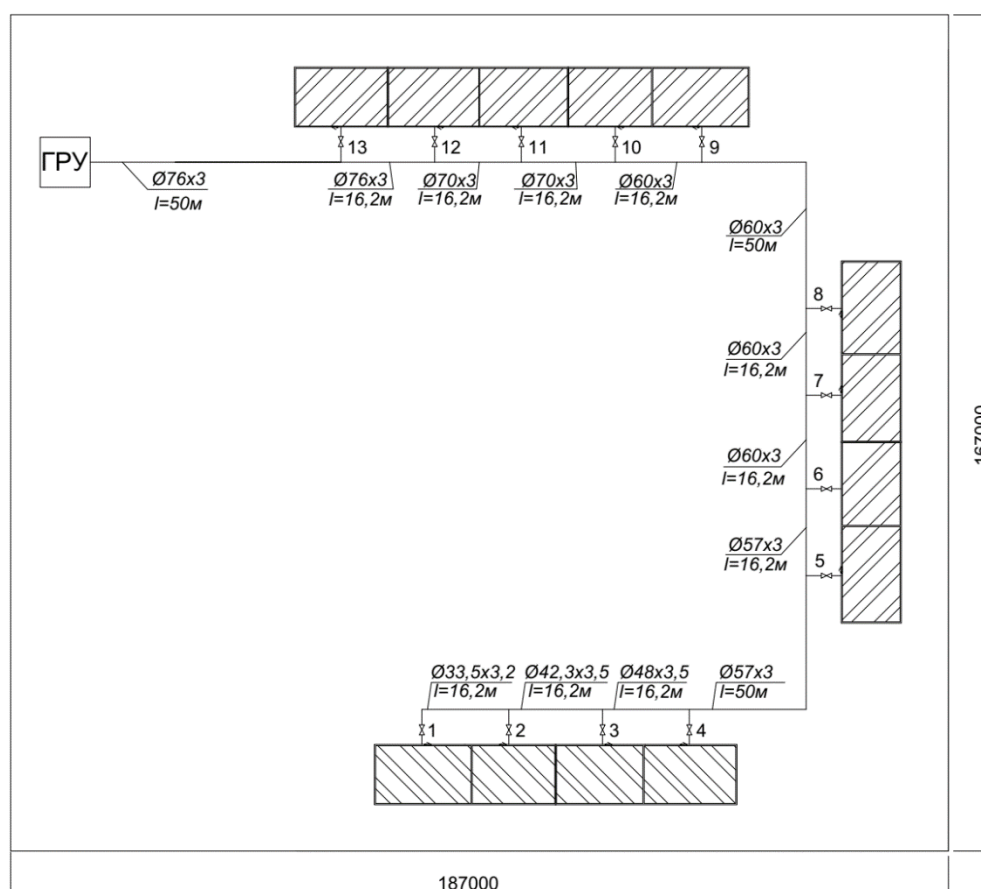 ГРУ
13
12
11
10
9
Ø76x3
l=50м
Ø76x3
l=16,2м
Ø70x3
l=16,2м
Ø70x3
l=16,2м
Ø60x3
l=16,2м
Ø60x3
l=50м
8
Ø60x3
l=16,2м
7
Ø60x3
l=16,2м
6
Ø57x3
l=16,2м
5
Ø33,5x3,2
l=16,2м
Ø42,3x3,5
l=16,2м
Ø48x3,5
l=16,2м
Ø57x3
l=50м
1
2
3
4
167000
187000